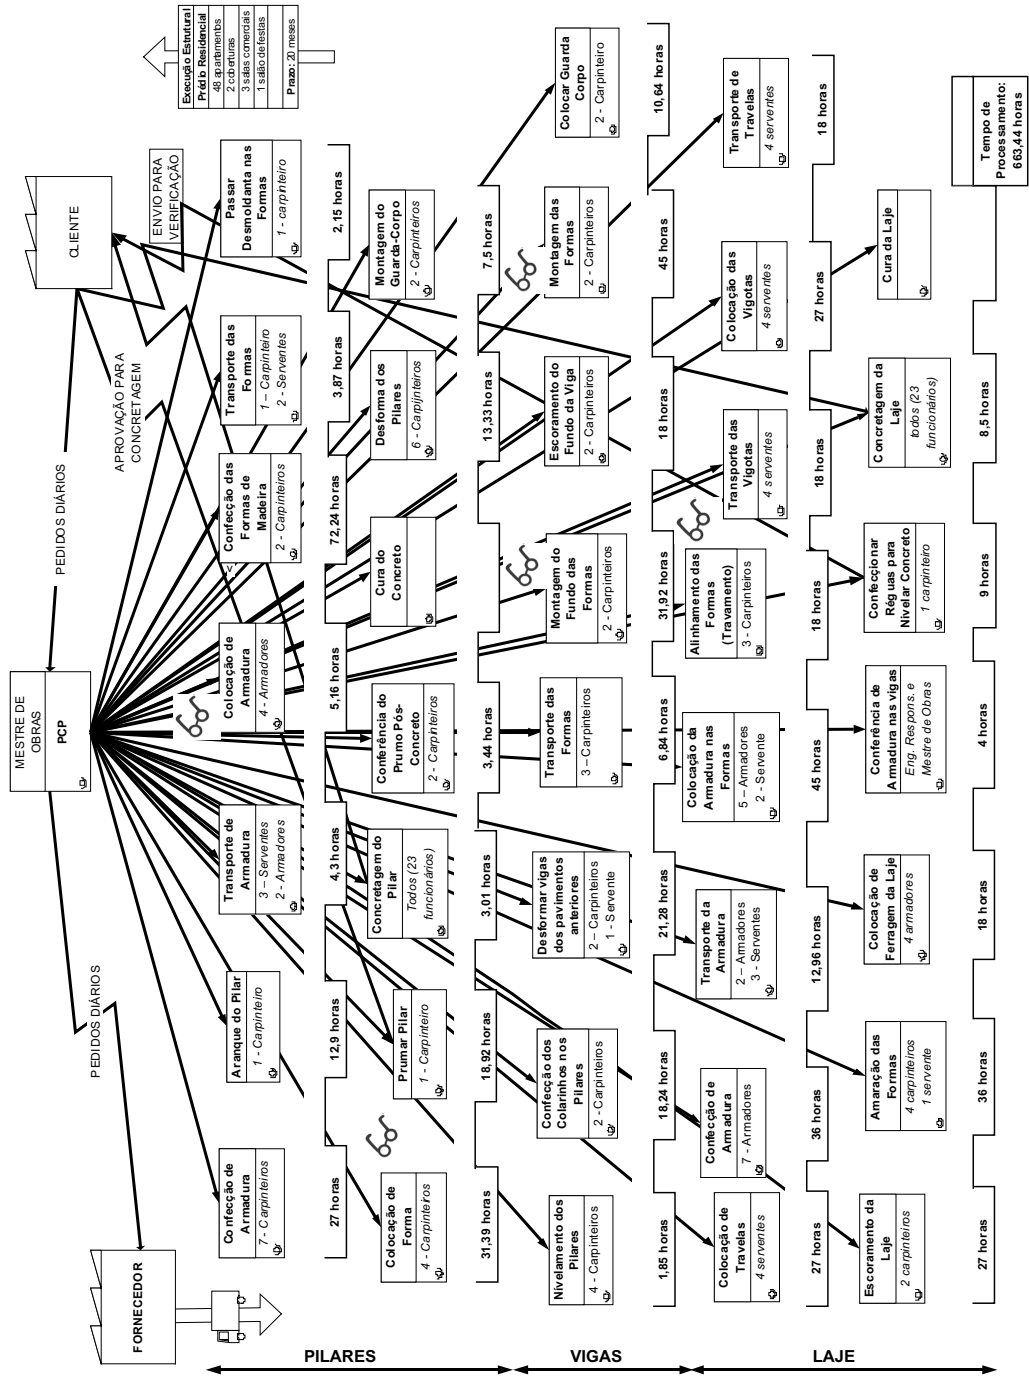 FORNECEDOR
PEDIDOS DIÁRIOS
MESTRE DE
OBRAS
PCP
PEDIDOS DIÁRIOS
CLIENTE
APROVAÇÃO PARA
CONCRETAGEM
ENVIO PARA
VERIFICAÇÃO
Execução Estrutural
Prédio Residencial
48 apartamentos
2 coberturas
3 salas comerciais
1 salão de festas
Prazo: 20 meses
PILARES
Confecção de
Armadura
7 - Carpinteiros
Aranque do Pilar
1 - Carpinteiro
Transporte de
Armadura
3 – Serventes
2 - Armadores
Colocação de
Armadura
4 - Armadores
Confecção das
Formas de
Madeira
2 - Carpinteiros
Transporte das
Formas
1 – Carpinteiro
2 - Serventes
Passar
Desmoldanta nas
Formas
1 - carpinteiro
27 horas
12,9 horas
4,3 horas
5,16 horas
72,24 horas
3,87 horas
2,15 horas
Colocação de
Forma
4 - Carpinteiros
Prumar Pilar
1 - Carpinteiro
Concretagem do
Pilar
Todos (23
funcionários)
Conferência do
Prumo Pós-
Concreto
2 - Carpinteiros
Cura do
Concreto
Desforma dos
Pilares
6 - Carpijnteiros
Montagem do
Guarda-Corpo
2 - Carpinteiros
31,39 horas
18,92 horas
3,01 horas
3,44 horas
13,33 horas
7,5 horas
VIGAS
Nivelamento dos
Pilares
4 - Carpinteiros
Confecção dos
Colarinhos nos
Pilares
2 - Carpinteiros
Desformar vigas
dos pavimentos
anteriores
2 – Carpinteiros
1 - Servente
Transporte das
Formas
3 – Carpinteiros
Montagem do
Fundo das
Formas
2 - Carpinteiros
Escoramento do
Fundo da Viga
2 - Carpinteiros
Montagem das
Formas
2 - Carpinteiros
Colocar Guarda
Corpo
2 - Carpinteiro
1,85 horas
18,24 horas
21,28 horas
6,84 horas
31,92 horas
18 horas
45 horas
10,64 horas
LAJE
Colocação de
Travelas
4 serventes
Confecção de
Armadura
7 - Armadores
Transporte da
Armadura
2 – Armadores
3 - Serventes
Colocação da
Armadura nas
Formas
5 – Armadores
2 - Servente
Alinhamento das
Formas
(Travamento)
3 - Carpinteiros
Transporte das
Vigotas
4 serventes
Colocação das
Vigotas
4 serventes
Transporte de
Travelas
4 serventes
27 horas
36 horas
12,96 horas
45 horas
18 horas
18 horas
27 horas
18 horas
Escoramento da
Laje
2 carpinteiros
Amaração das
Formas
4 carpinteiros
1 servente
Colocação de
Ferragem da Laje
4 armadores
Conferência de
Armadura nas vigas
Eng. Respons. e
Mestre de Obras
Confecçionar
Réguas para
Nivelar Concreto
1 carpinteiro
Concretagem da
Laje
todos (23
funcionários)
Cura da Laje
27 horas
36 horas
18 horas
4 horas
9 horas
8,5 horas
Tempo de
Processamento:
663,44 horas